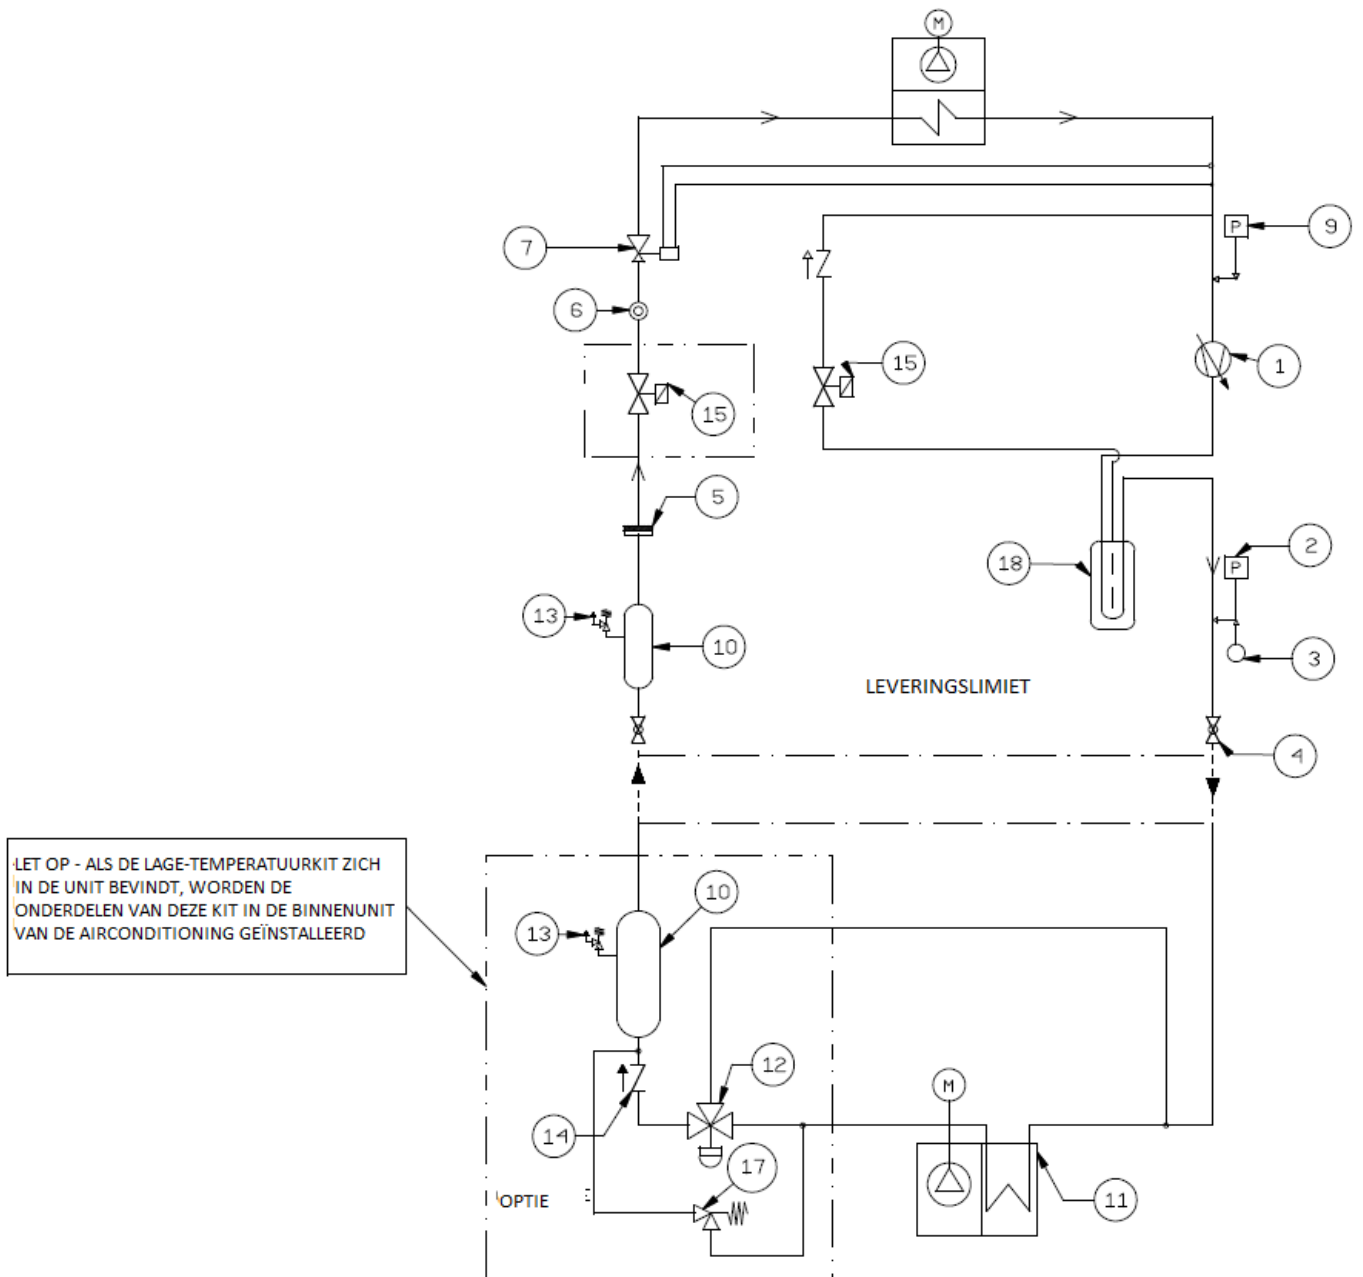 M
7
P
9
6
15
15
1
5
18
2
P
13
10
3
LEVERINGSLIMIET
4
LET OP - ALS DE LAGE-TEMPERATUURKIT ZICH
IN DE UNIT BEVINDT, WORDEN DE
ONDERDELEN VAN DEZE KIT IN DE BINNENUNIT
VAN DE AIRCONDITIONING GEÏNSTALLEERD
10
13
12
M
14
17
OPTIE
11